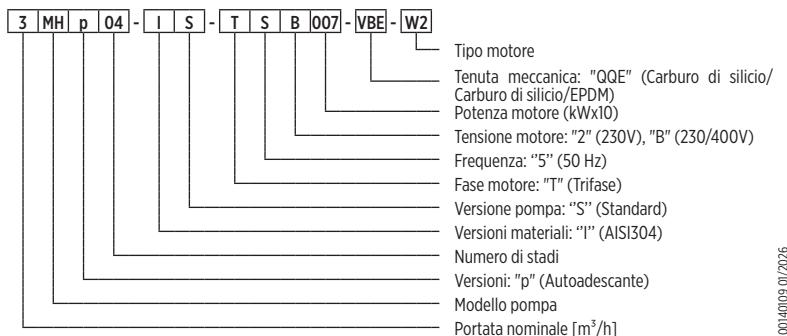 3 MH p 04 - I S - T S B 007 - VBE - W2
Tipo motore
Tenuta meccanica: "QQE" (Carburo di silicio/
Carburo di silicio/EPDM)
Potenza motore (kWx10)
Tensione motore: "2" (230V), "B" (230/400V)
Frequenza: ‘’5’’ (50 Hz)
Fase motore: "T" (Trifase)
Versione pompa: ‘’S’’ (Standard)
Versioni materiali: ‘’I’’ (AISI304)
Numero di stadi
Versioni: "p" (Autoadescante)
Modello pompa
Portata nominale [m³/h]
00140109 01/2026